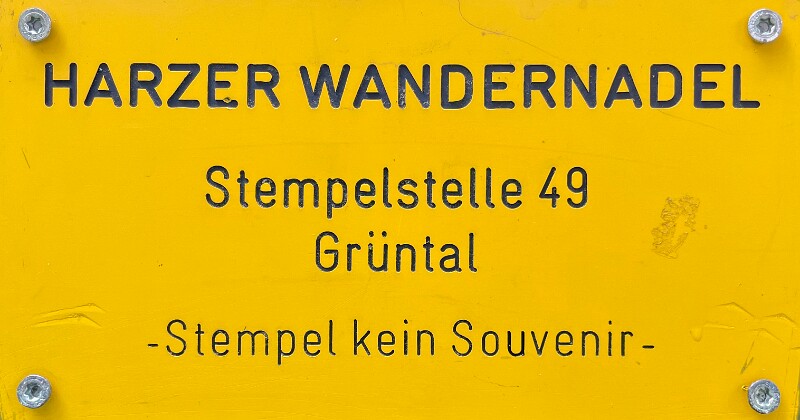 HARZER WANDERNADEL
Stempelstelle 49
Grüntal
-Stempel kein Souvenir-